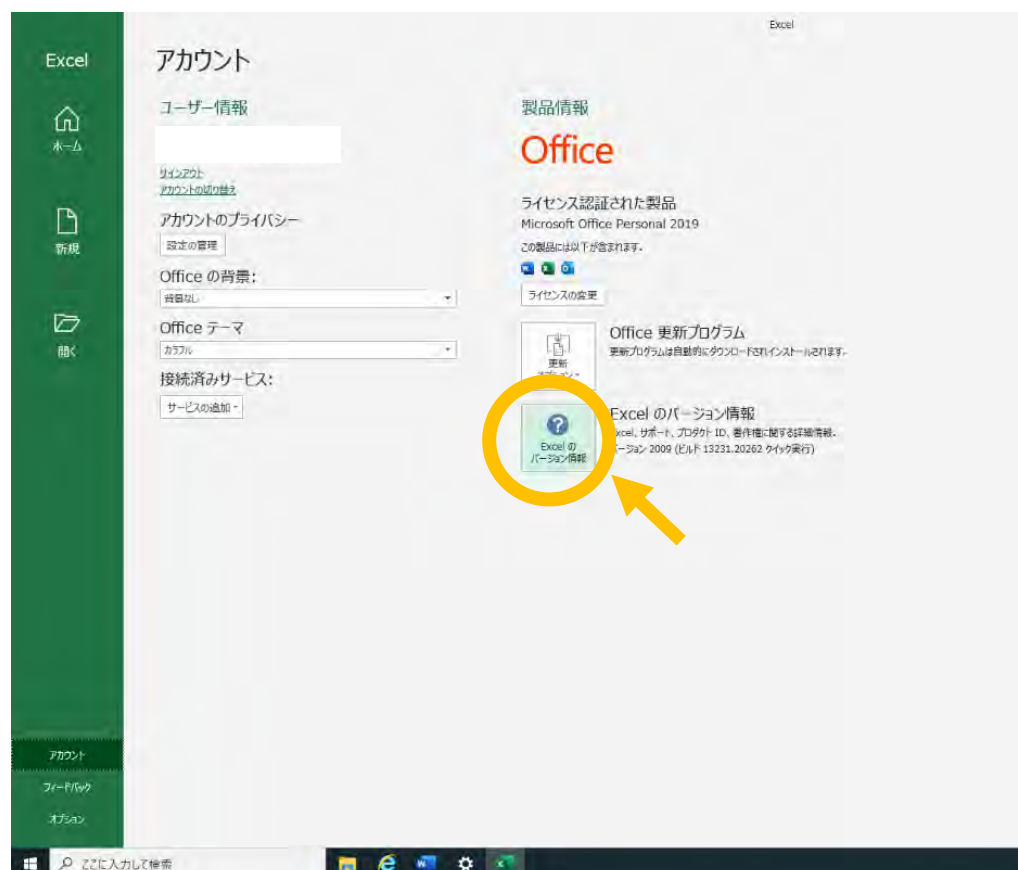 Excel
Excel
アカウント
ホーム
新規
開く
ユーザー情報
サインアウト
アカウントの切り替え
アカウントのプライバシー
設定の管理
Office の背景:
背景なし
Office テーマ
カラフル
接続済みサービス:
サービスの追加
製品情報
Office
ライセンス認証された製品
Microsoft Office Personal 2019
この製品には以下が含まれます。
ライセンスの変更
更新
Office 更新プログラム
更新プログラムは自動的にダウンロードされインストールされます。
Excel の
バージョン情報
Excel のバージョン情報
Excel、サポート、プロダクト ID、著作権に関する詳細情報。
バージョン 2009 (ビルド 13231.20262 クイック実行)
アカウント
フィードバック
オプション
ここに入力して検索